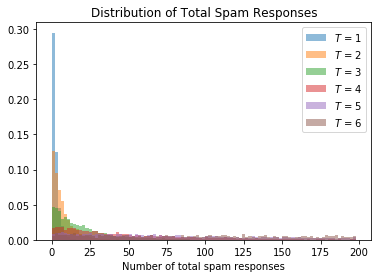 Distribution of Total Spam Responses
0.30
0.25
0.20
0.15
0.10
0.05
0.00
T = 1
T = 2
T = 3
T = 4
T = 5
T = 6
0 25 50 75 100 125 150 175 200
Number of total spam responses